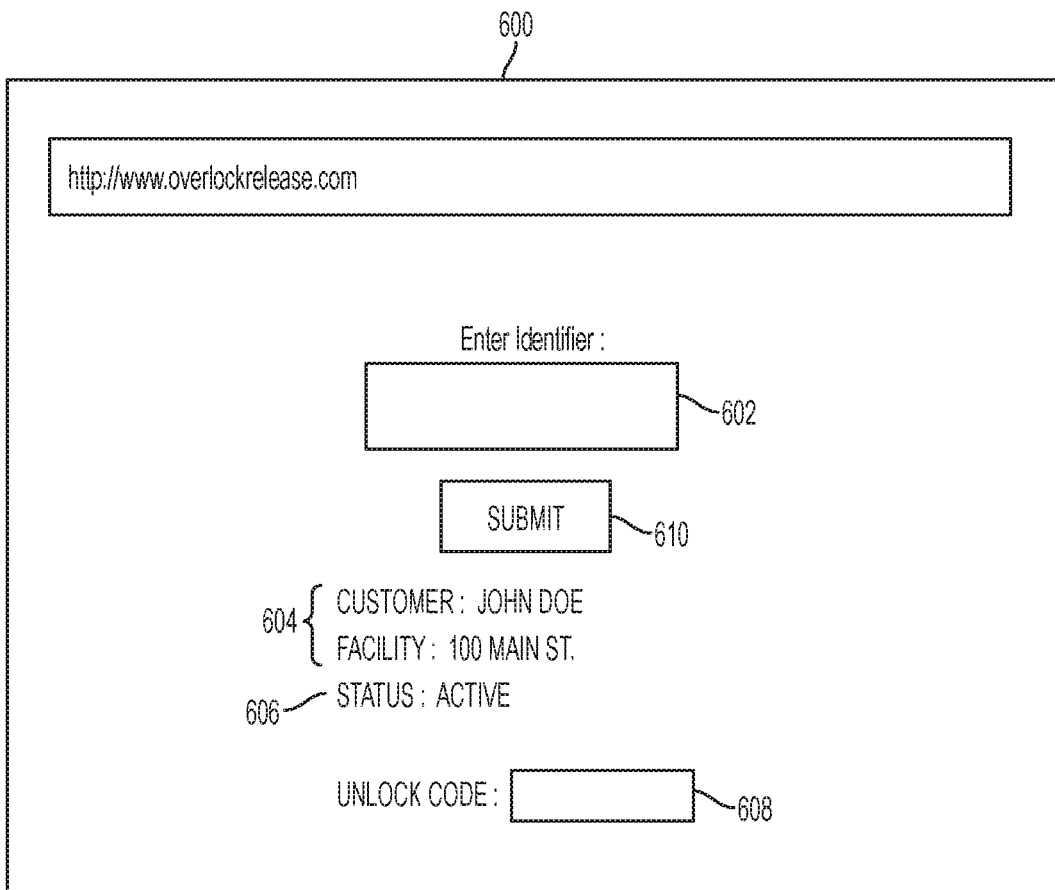 600
http://www.overlockrelease.com
Enter Identifier :
602
SUBMIT
610
604
CUSTOMER : JOHN DOE
FACILITY : 100 MAIN ST.
606
STATUS : ACTIVE
UNLOCK CODE :
608